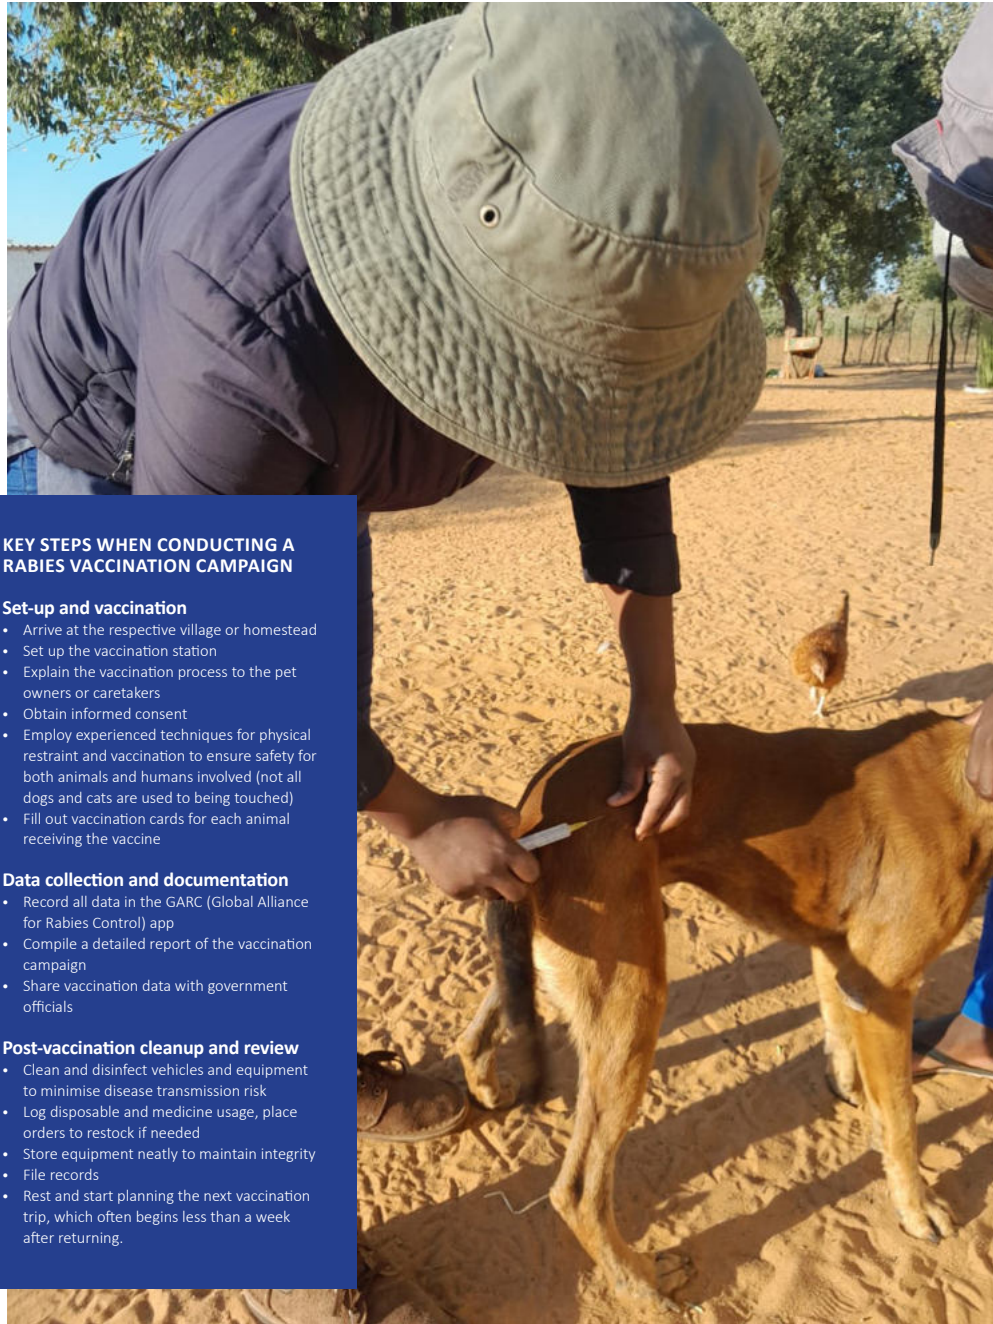 KEY STEPS WHEN CONDUCTING A
RABIES VACCINATION CAMPAIGN
Set-up and vaccination
• Arrive at the respective village or homestead
• Set up the vaccination station
• Explain the vaccination process to the pet
owners or caretakers
• Obtain informed consent
• Employ experienced techniques for physical
restraint and vaccination to ensure safety for
both animals and humans involved (not all
dogs and cats are used to being touched)
• Fill out vaccination cards for each animal
receiving the vaccine
Data collection and documentation
• Record all data in the GARC (Global Alliance
for Rabies Control) app
• Compile a detailed report of the vaccination
campaign
• Share vaccination data with government
officials
Post-vaccination cleanup and review
• Clean and disinfect vehicles and equipment
to minimise disease transmission risk
• Log disposable and medicine usage, place
orders to restock if needed
• Store equipment neatly to maintain integrity
• File records
• Rest and start planning the next vaccination
trip, which often begins less than a week
after returning.